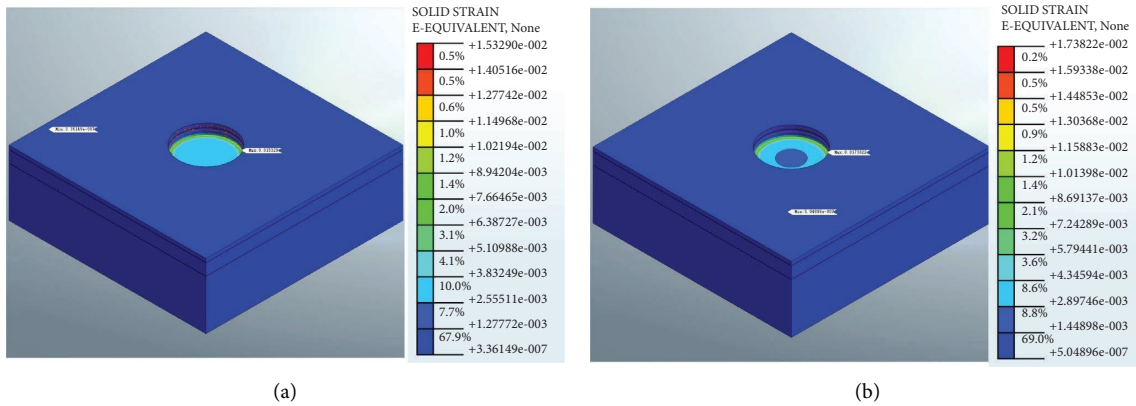 SOLID STRAIN
E-EQUIVALENT, None
+1.53290e-002
0.5%
+1.40516e-002
0.5%
+1.27742e-002
0.6%
+1.14968e-002
1.0%
+1.02194e-002
1.2%
+8.94204e-003
1.4%
+7.66465e-003
2.0%
+6.38727e-003
3.1%
+5.10988e-003
4.1%
+3.83249e-003
10.0%
+2.55511e-003
7.7%
+1.27772e-003
67.9%
+3.36149e-007
(a)
SOLID STRAIN
E-EQUIVALENT, None
+1.73822e-002
0.2%
+1.59338e-002
0.5%
+1.44853e-002
0.5%
+1.30368e-002
0.9%
+1.15883e-002
1.2%
+1.01398e-002
1.4%
+8.69137e-003
2.1%
+7.24289e-003
3.2%
+5.79441e-003
3.6%
+4.34594e-003
8.6%
+2.89746e-003
8.8%
+1.44898e-003
69.0%
+5.04896e-007
(b)